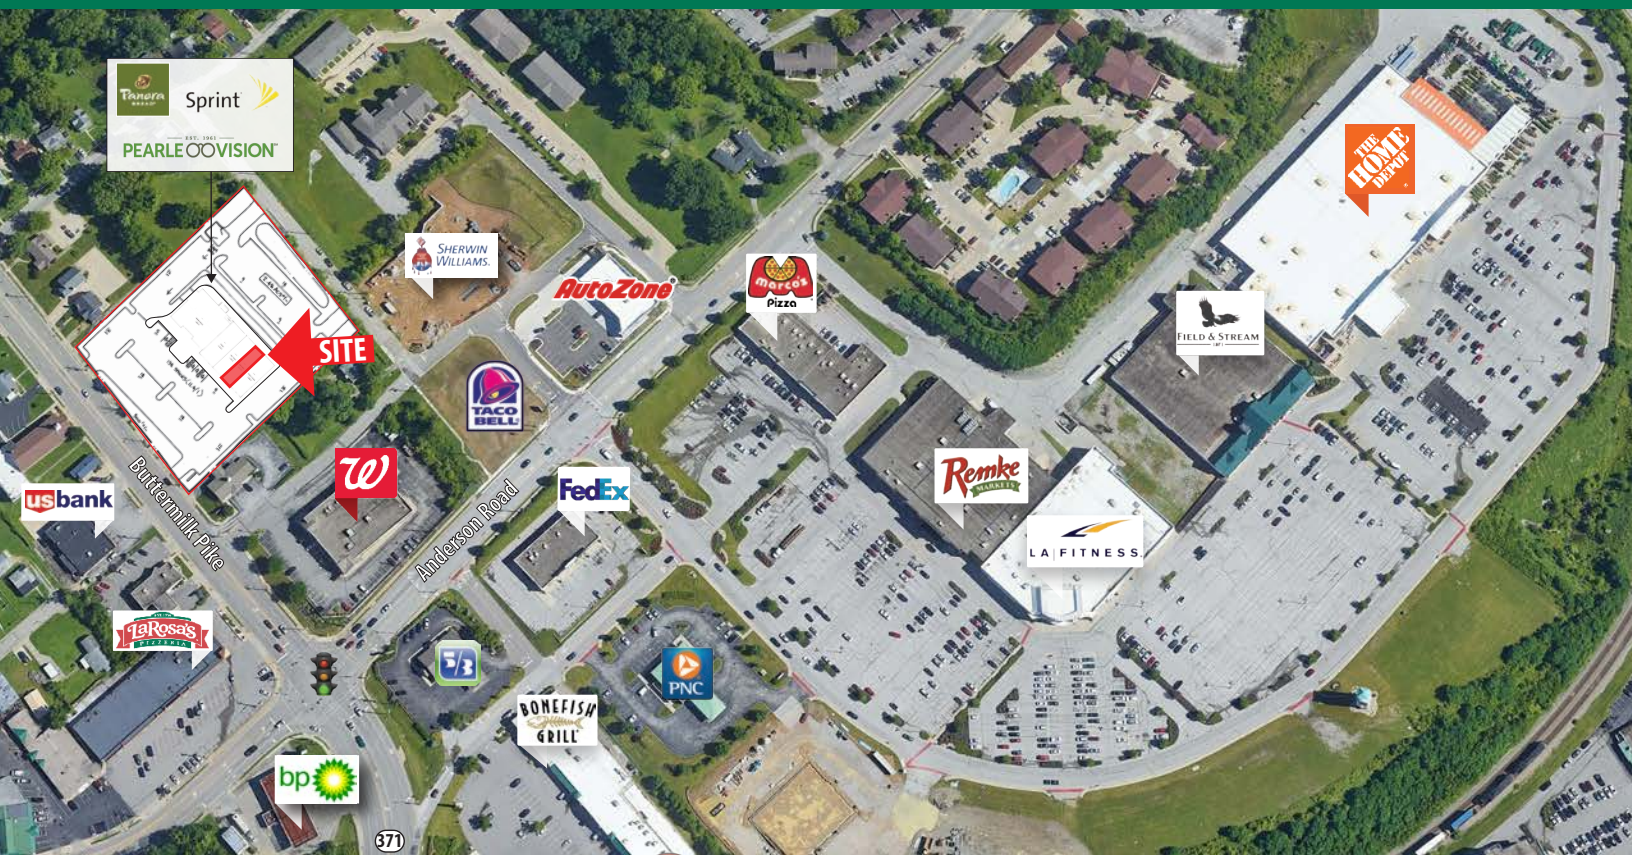 Panera
BREAD
Sprint
EST. 1961
PEARLE VISION
SITE
SHERWIN
WILLIAMS.
AutoZone
marco's
Pizza
THE
HOME
DEPOT
FIELD & STREAM
TACO
BELL
W
usbank
Buttermilk Pike
Anderson Road
FedEx
Remke
MARKETS
LA FITNESS.
LaRosa's
PIZZERIA
5/3
PNC
BONEFISH
GRILL
bp
371